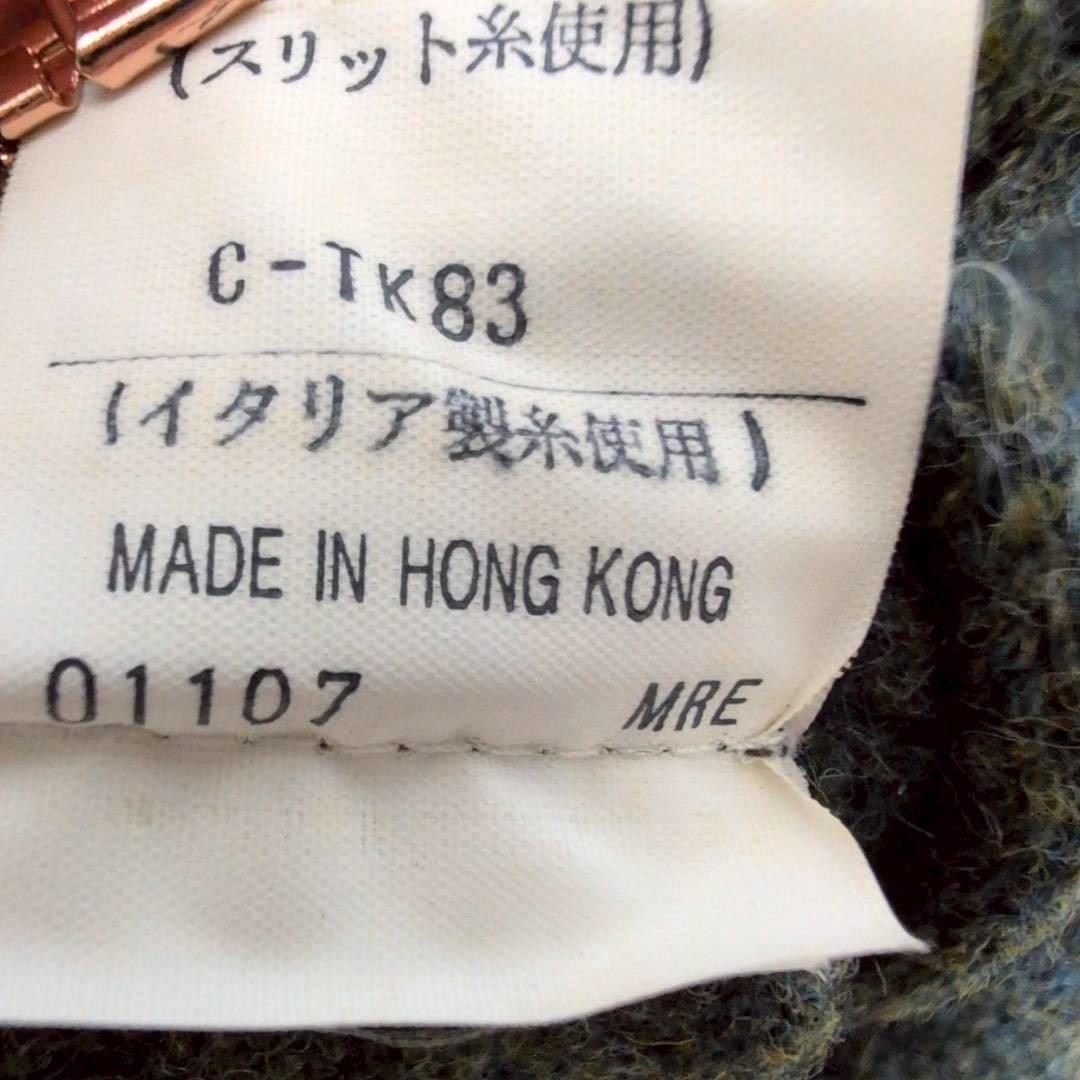 (スリット糸使用)
C-TK83
(イタリア製糸使用)
MADE IN HONG KONG
01107 MRE